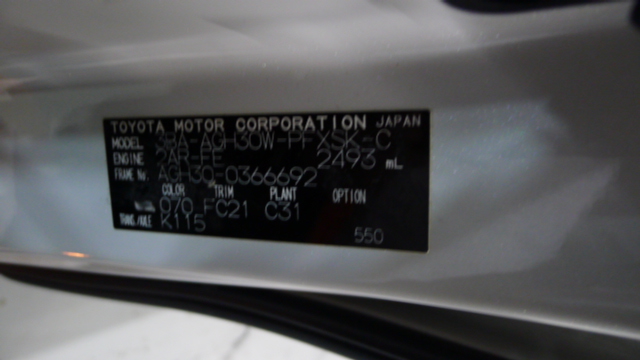 TOYOTA MOTOR CORPORATION JAPAN
MODEL 3BA-AGH30W-PFXSK-C
ENGINE 2AR-FE 2493 mL
FRAME No. AGH30-0366692
COLOR TRIM PLANT OPTION
070 FC21 C31
TRANS/AXLE K115
550